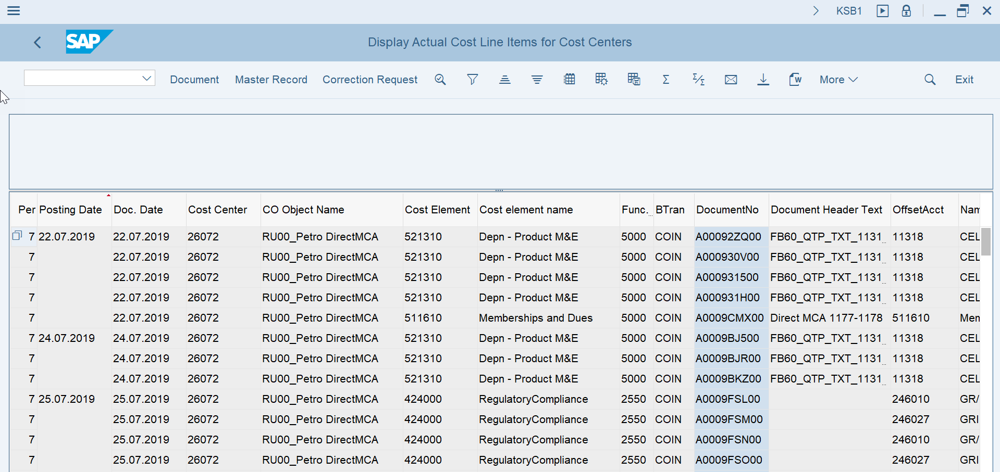 KSB1
SAP Display Actual Cost Line Items for Cost Centers
Document Master Record Correction Request Σ W More Exit
Per Posting Date Doc. Date Cost Center CO Object Name Cost Element Cost element name Func... BTran DocumentNo Document Header Text OffsetAcct Nam
7 22.07.2019 22.07.2019 26072 RU00_Petro DirectMCA 521310 Depn - Product M&E 5000 COIN A00092ZQ00 FB60_QTP_TXT_1131... 11318 CEL
7 22.07.2019 26072 RU00_Petro DirectMCA 521310 Depn - Product M&E 5000 COIN A000930V00 FB60_QTP_TXT_1131... 11318 CEL
7 22.07.2019 26072 RU00_Petro DirectMCA 521310 Depn - Product M&E 5000 COIN A000931500 FB60_QTP_TXT_1131... 11318 CEL
7 22.07.2019 26072 RU00_Petro DirectMCA 521310 Depn - Product M&E 5000 COIN A000931H00 FB60_QTP_TXT_1131... 11318 CEL
7 22.07.2019 26072 RU00_Petro DirectMCA 511610 Memberships and Dues 5000 COIN A0009CMX00 Direct MCA 1177-1178 511610 Mem
7 24.07.2019 24.07.2019 26072 RU00_Petro DirectMCA 521310 Depn - Product M&E 5000 COIN A0009BJ500 FB60_QTP_TXT_1131... 11318 CEL
7 24.07.2019 26072 RU00_Petro DirectMCA 521310 Depn - Product M&E 5000 COIN A0009BJR00 FB60_QTP_TXT_1131... 11318 CEL
7 24.07.2019 26072 RU00_Petro DirectMCA 521310 Depn - Product M&E 5000 COIN A0009BKZ00 FB60_QTP_TXT_1131... 11318 CEL
7 25.07.2019 25.07.2019 26072 RU00_Petro DirectMCA 424000 RegulatoryCompliance 2550 COIN A0009FSL00 246010 GR/
7 25.07.2019 26072 RU00_Petro DirectMCA 424000 RegulatoryCompliance 2550 COIN A0009FSM00 246027 GRI
7 25.07.2019 26072 RU00_Petro DirectMCA 424000 RegulatoryCompliance 2550 COIN A0009FSN00 246010 GR/
7 25.07.2019 26072 RU00_Petro DirectMCA 424000 RegulatoryCompliance 2550 COIN A0009FSO00 246027 GRI